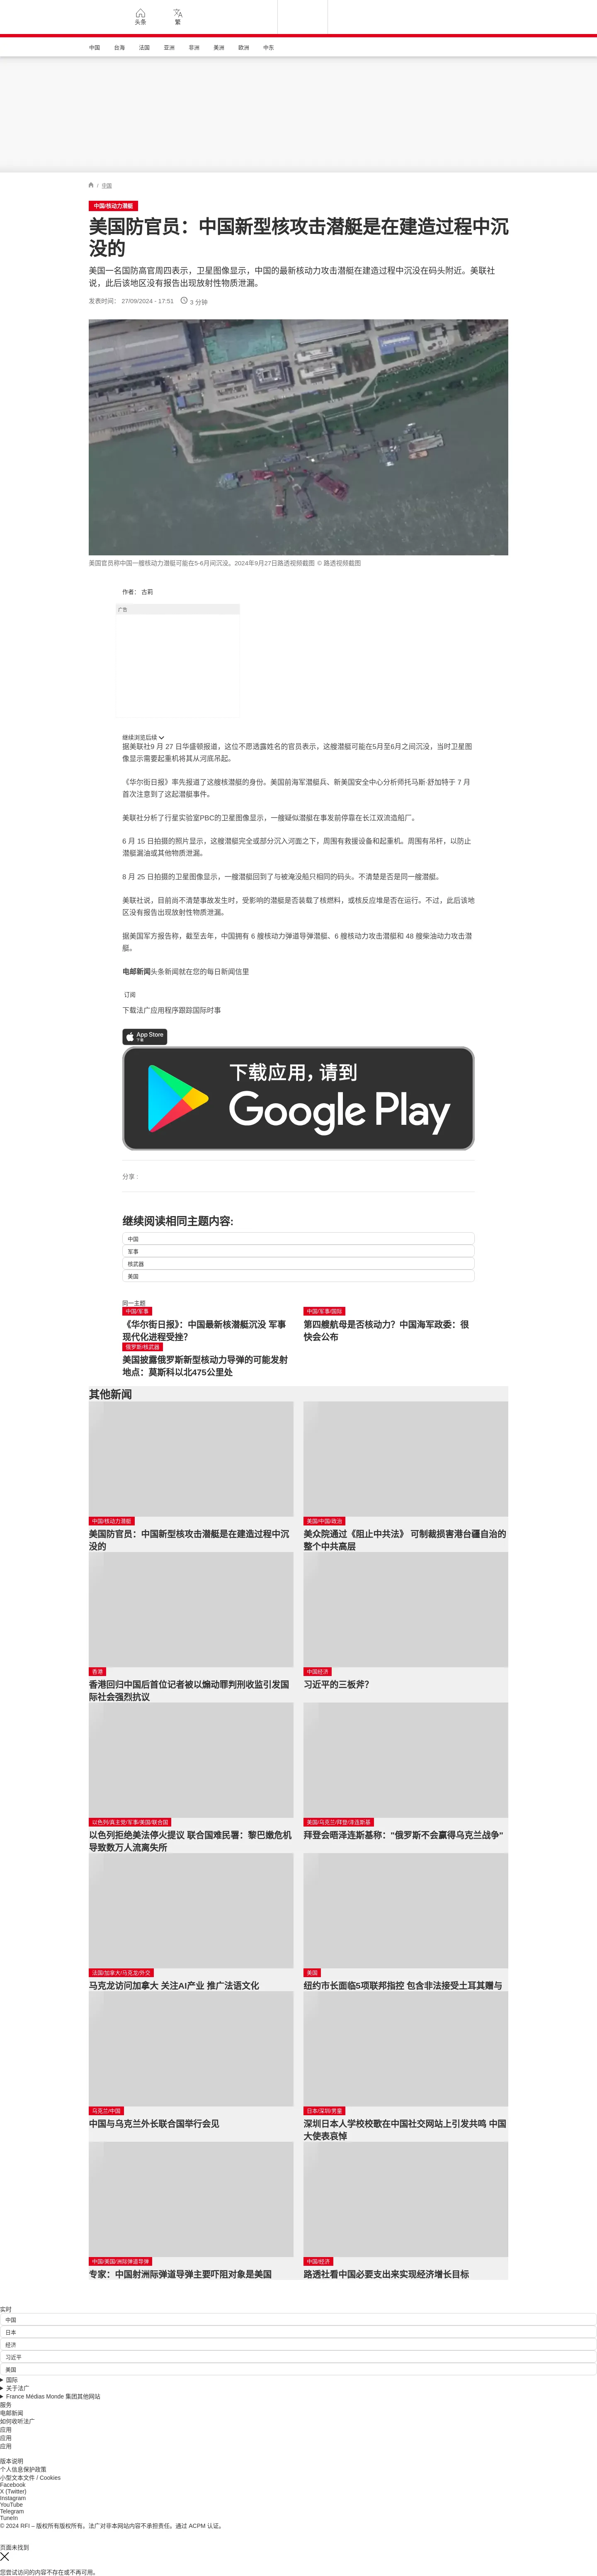 头条
繁
中国
台海
法国
亚洲
非洲
美洲
欧洲
中东
/ 中国
中国/核动力潜艇
美国防官员：中国新型核攻击潜艇是在建造过程中沉
没的
美国一名国防高官周四表示，卫星图像显示，中国的最新核动力攻击潜艇在建造过程中沉没在码头附近。美联社
说，此后该地区没有报告出现放射性物质泄漏。
发表时间： 27/09/2024 - 17:51
3 分钟
美国官员称中国一艘核动力潜艇可能在5-6月间沉没。2024年9月27日路透视频截图 © 路透视频截图
作者： 古莉
广告
继续浏览后续
据美联社9 月 27 日华盛顿报道，这位不愿透露姓名的官员表示，这艘潜艇可能在5月至6月之间沉没，当时卫星图
像显示需要起重机将其从河底吊起。
《华尔街日报》率先报道了这艘核潜艇的身份。美国前海军潜艇兵、新美国安全中心分析师托马斯·舒加特于 7 月
首次注意到了这起潜艇事件。
美联社分析了行星实验室PBC的卫星图像显示，一艘疑似潜艇在事发前停靠在长江双流造船厂。
6 月 15 日拍摄的照片显示，这艘潜艇完全或部分沉入河面之下，周围有救援设备和起重机。周围有吊杆，以防止
潜艇漏油或其他物质泄漏。
8 月 25 日拍摄的卫星图像显示，一艘潜艇回到了与被淹没船只相同的码头。不清楚是否是同一艘潜艇。
美联社说，目前尚不清楚事故发生时，受影响的潜艇是否装载了核燃料，或核反应堆是否在运行。不过，此后该地
区没有报告出现放射性物质泄漏。
据美国军方报告称，截至去年，中国拥有 6 艘核动力弹道导弹潜艇、6 艘核动力攻击潜艇和 48 艘柴油动力攻击潜
艇。
电邮新闻头条新闻就在您的每日新闻信里
订阅
下载法广应用程序跟踪国际时事
App Store
下载
下载应用，请到
Google Play
分享 :
继续阅读相同主题内容:
中国
军事
核武器
美国
同一主题
中国/军事
《华尔街日报》：中国最新核潜艇沉没 军事
现代化进程受挫？
中国/军事/国际
第四艘航母是否核动力？中国海军政委：很
快会公布
俄罗斯/核武器
美国披露俄罗斯新型核动力导弹的可能发射
地点：莫斯科以北475公里处
其他新闻
中国/核动力潜艇
美国防官员：中国新型核攻击潜艇是在建造过程中沉
没的
美国/中国/政治
美众院通过《阻止中共法》 可制裁损害港台疆自治的
整个中共高层
香港
香港回归中国后首位记者被以煽动罪判刑收监引发国
际社会强烈抗议
中国经济
习近平的三板斧？
以色列/真主党/军事/美国/联合国
以色列拒绝美法停火提议 联合国难民署：黎巴嫩危机
导致数万人流离失所
美国/乌克兰/拜登/泽连斯基
拜登会晤泽连斯基称："俄罗斯不会赢得乌克兰战争"
法国/加拿大/马克龙/外交
马克龙访问加拿大 关注AI产业 推广法语文化
美国
纽约市长面临5项联邦指控 包含非法接受土耳其赠与
乌克兰/中国
中国与乌克兰外长联合国举行会见
日本/深圳/男童
深圳日本人学校校歌在中国社交网站上引发共鸣 中国
大使表哀悼
中国/美国/洲际弹道导弹
专家：中国射洲际弹道导弹主要吓阻对象是美国
中国/经济
路透社看中国必要支出来实现经济增长目标
实时
中国
日本
经济
习近平
美国
国际
关于法广
France Médias Monde 集团其他网站
服务
电邮新闻
如何收听法广
应用
应用
应用
版本说明
个人信息保护政策
小型文本文件 / Cookies
Facebook
X (Twitter)
Instagram
YouTube
Telegram
TuneIn
© 2024 RFI – 版权所有版权所有。法广对非本网站内容不承担责任。通过 ACPM 认证。
页面未找到
您尝试访问的内容不存在或不再可用。